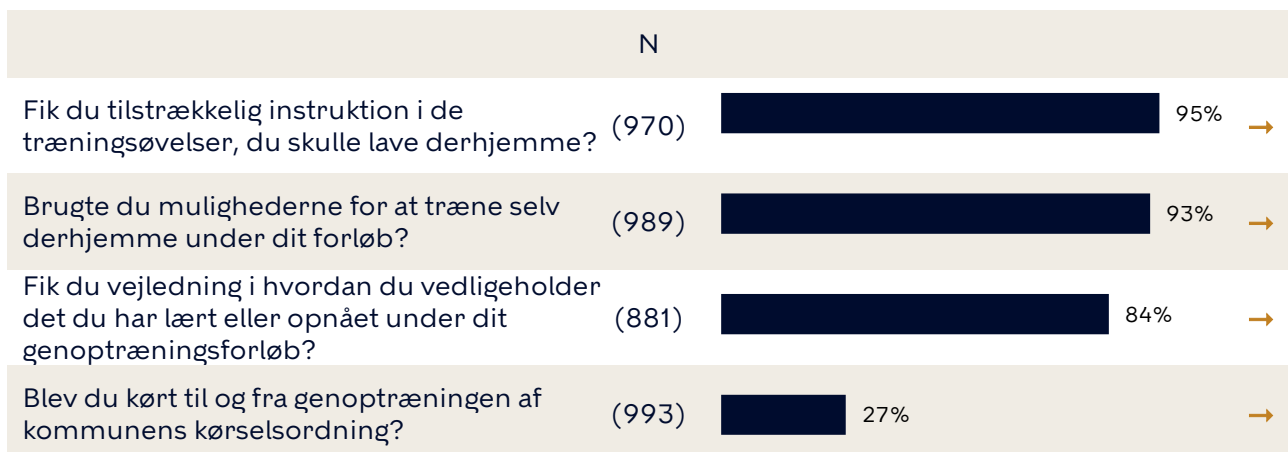 N
Fik du tilstrækkelig instruktion i de
træningsøvelser, du skulle lave derhjemme?
(970)
95%
→
Brugte du mulighederne for at træne selv
derhjemme under dit forløb?
(989)
93%
→
Fik du vejledning i hvordan du vedligeholder
det du har lært eller opnået under dit
genoptræningsforløb?
(881)
84%
→
Blev du kørt til og fra genoptræningen af
kommunens kørselsordning?
(993)
27%
→